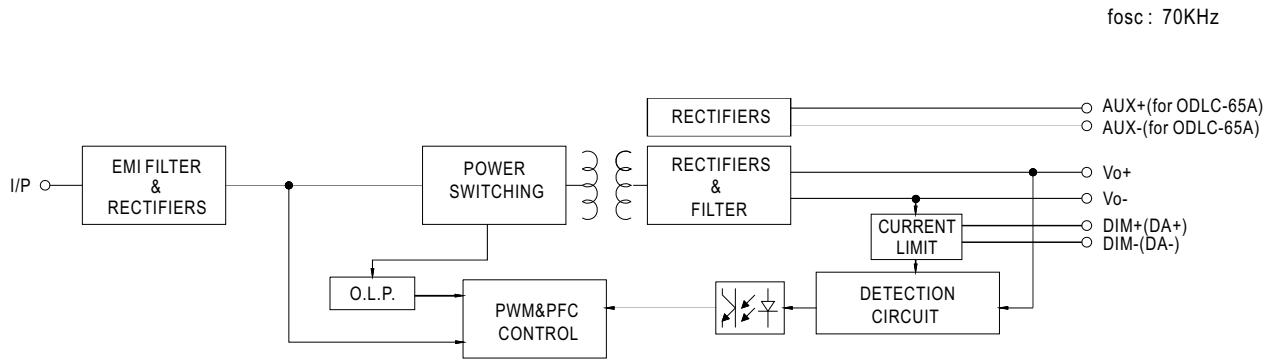 fosc : 70KHz
RECTIFIERS
AUX+(for ODLC-65A)
AUX-(for ODLC-65A)
I/P
EMI FILTER
&
RECTIFIERS
POWER
SWITCHING
RECTIFIERS
&
FILTER
Vo+
Vo-
CURRENT
LIMIT
DIM+(DA+)
DIM-(DA-)
O.L.P.
PWM&PFC
CONTROL
DETECTION
CIRCUIT